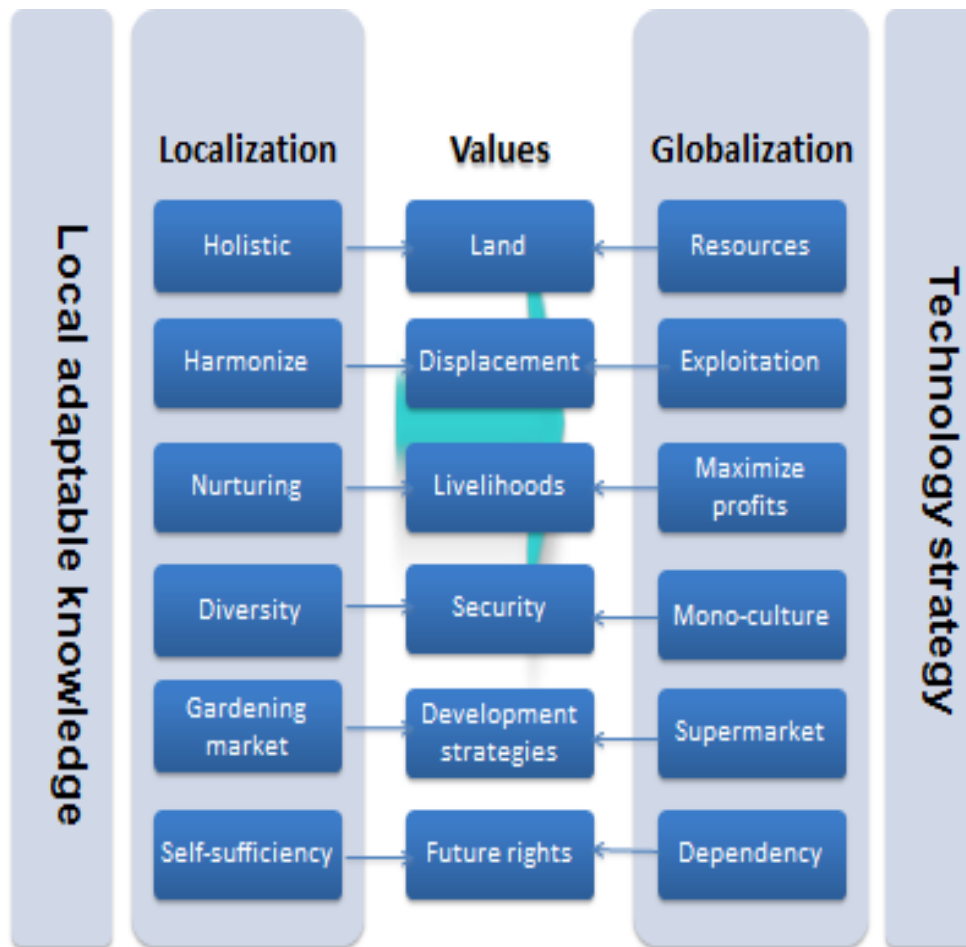 Local adaptable knowledge
Localization
Values
Globalization
Technology strategy
Holistic
Land
Resources
Harmonize
Displacement
Exploitation
Nurturing
Livelihoods
Maximize
profits
Diversity
Security
Mono-culture
Gardening
market
Development
strategies
Supermarket
Self-sufficiency
Future rights
Dependency